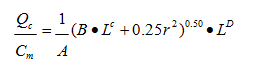 Q_c / C_m = 1 / A (B • L^c + 0.25r^2)^0.50 • L^D